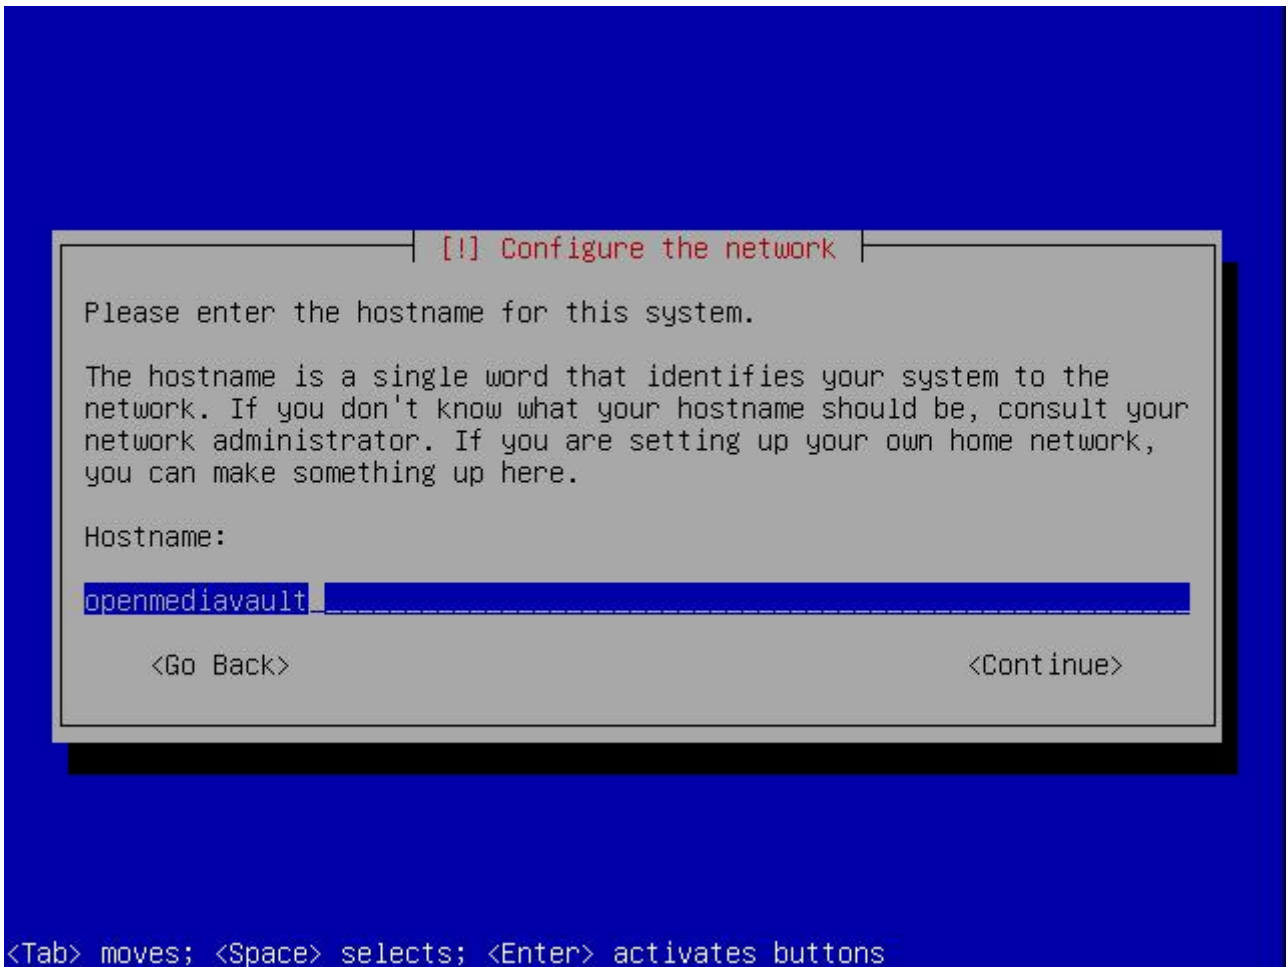 [!] Configure the network
Please enter the hostname for this system.
The hostname is a single word that identifies your system to the
network. If you don't know what your hostname should be, consult your
network administrator. If you are setting up your own home network,
you can make something up here.
Hostname:
openmediavault
<Go Back> <Continue>
<Tab> moves; <Space> selects; <Enter> activates buttons